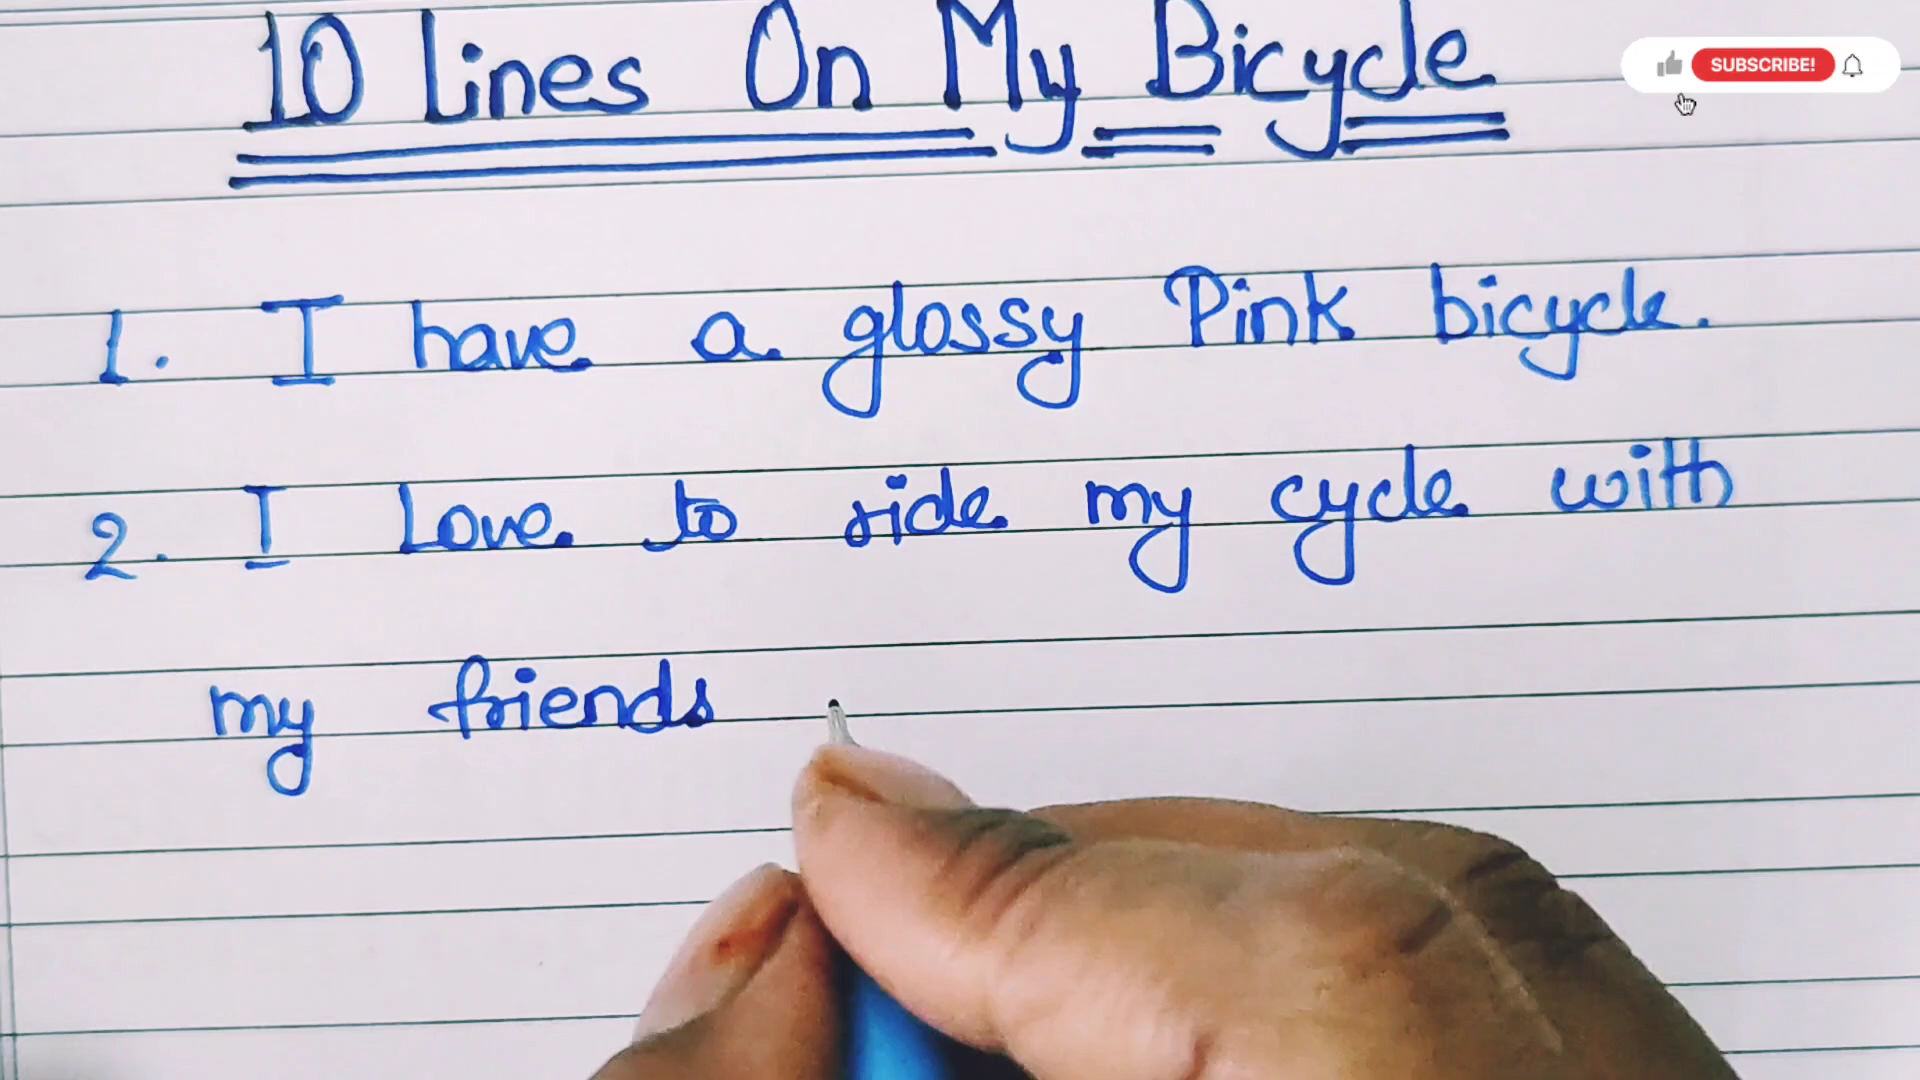 10 Lines On My Bicycle
SUBSCRIBE!
1. I have a glossy Pink bicycle.
2. I Love to ride my cycle with
my friends